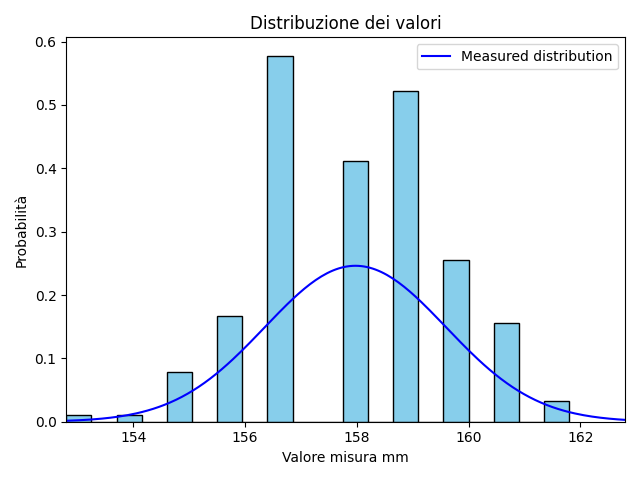 Distribuzione dei valori
Measured distribution
Probabilità
0.6
0.5
0.4
0.3
0.2
0.1
0.0
154 156 158 160 162
Valore misura mm